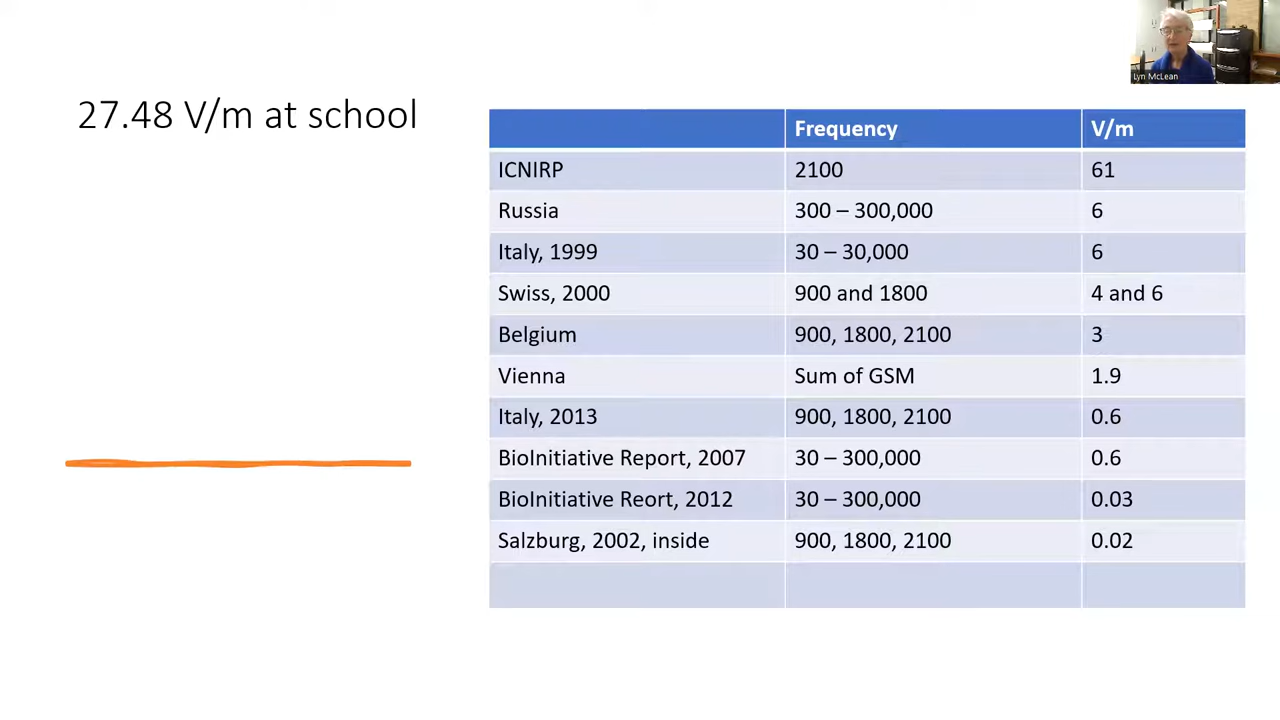 Lyn McLean
27.48 V/m at school
Frequency V/m
ICNIRP 2100 61
Russia 300 – 300,000 6
Italy, 1999 30 – 30,000 6
Swiss, 2000 900 and 1800 4 and 6
Belgium 900, 1800, 2100 3
Vienna Sum of GSM 1.9
Italy, 2013 900, 1800, 2100 0.6
BioInitiative Report, 2007 30 – 300,000 0.6
BioInitiative Reort, 2012 30 – 300,000 0.03
Salzburg, 2002, inside 900, 1800, 2100 0.02